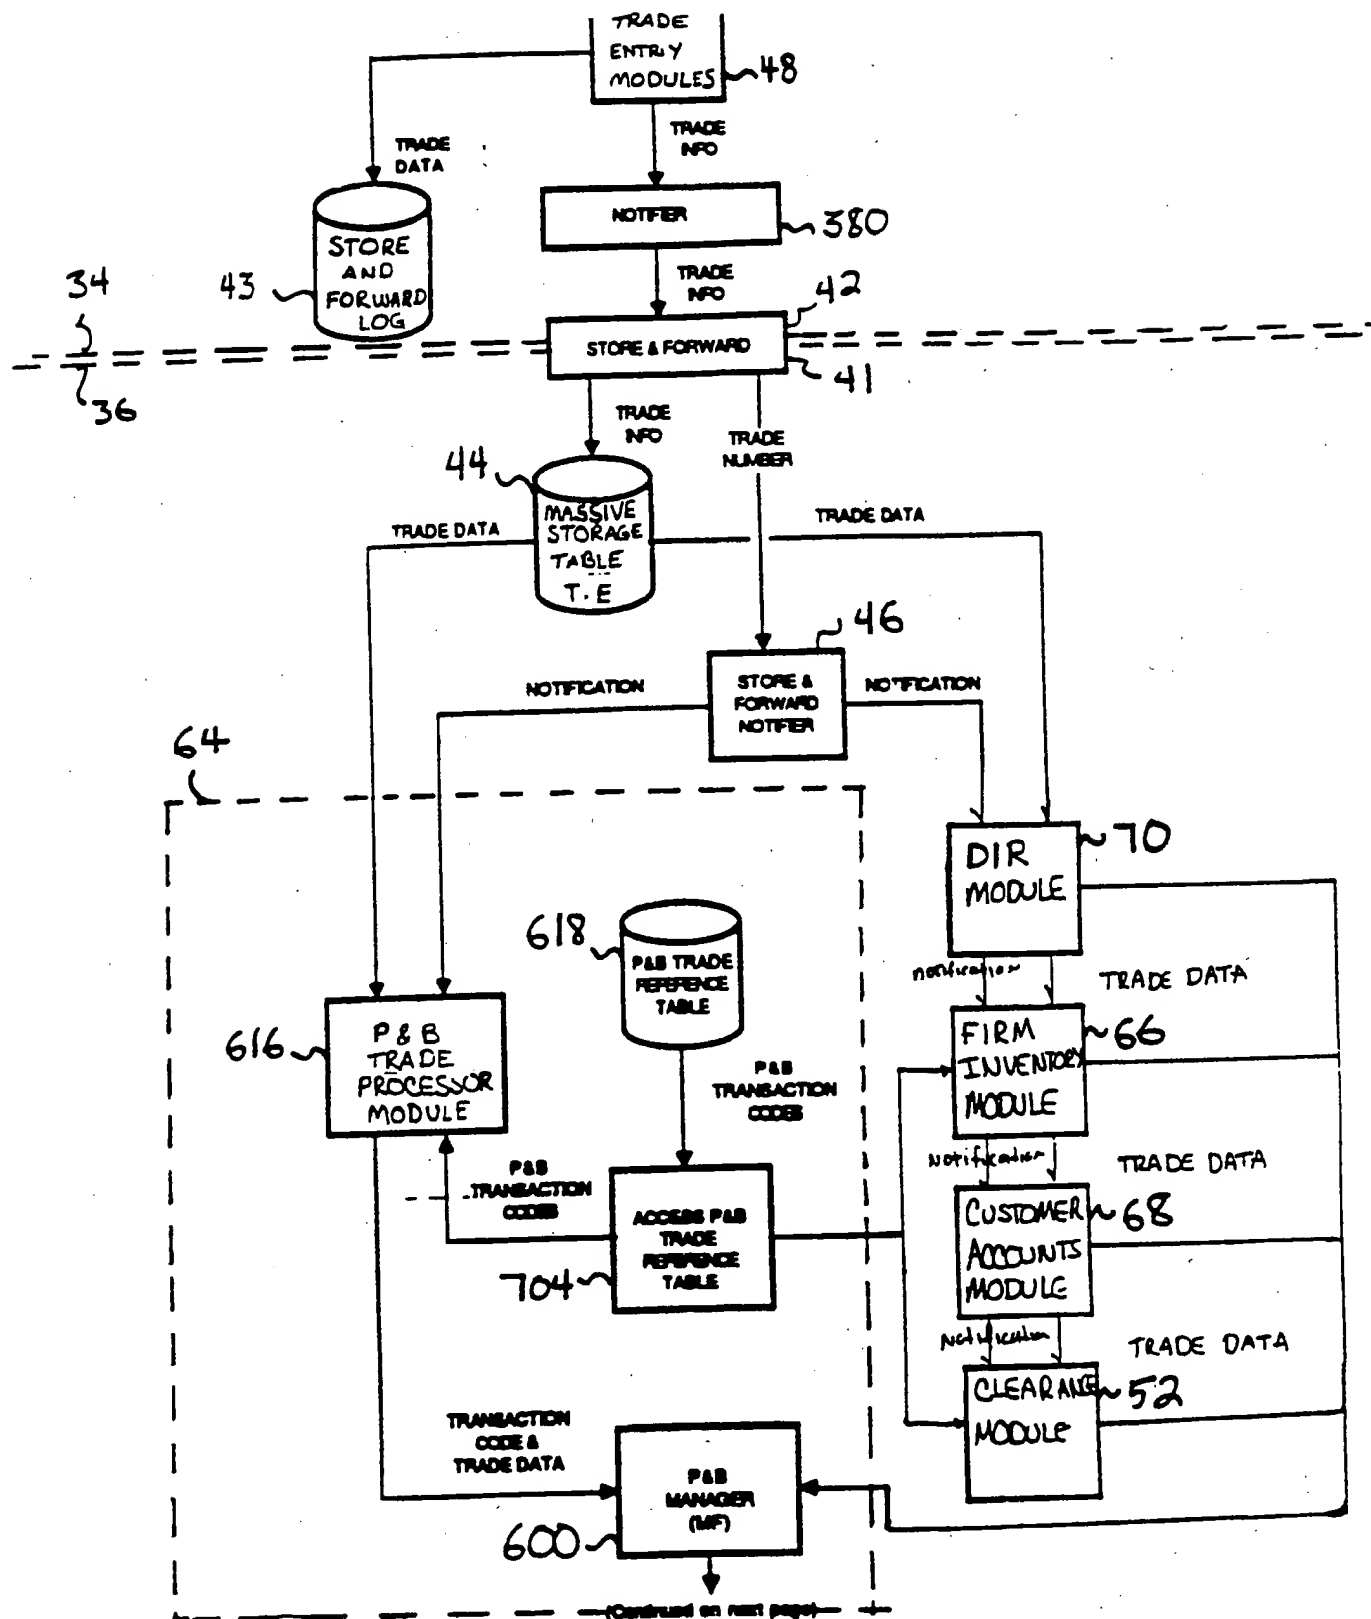 TRADE
ENTRY
MODULES
48
TRADE
INFO
TRADE
DATA
NOTIFIER
380
STORE
AND
FORWARD
LOG
43
TRADE
INFO
34
42
STORE & FORWARD
41
36
TRADE
INFO
TRADE
NUMBER
44
MASSIVE
STORAGE
TABLE
T.E
TRADE DATA
TRADE DATA
46
STORE &
FORWARD
NOTIFIER
NOTIFICATION
NOTIFICATION
64
70
DIR
MODULE
618
P&B TRADE
REFERENCE
TABLE
notification
TRADE DATA
616
P & B
TRADE
PROCESSOR
MODULE
66
FIRM
INVENTORY
MODULE
P&B
TRANSACTION
CODES
Notification
TRADE DATA
P&B
TRANSACTION
CODES
ACCESS P&B
TRADE
REFERENCE
TABLE
704
CUSTOMER
ACCOUNTS
MODULE
68
Notification
TRADE DATA
CLEARANCE
MODULE
52
TRANSACTION
CODE &
TRADE DATA
P&B
MANAGER
(MF)
600
(Continued on next page)